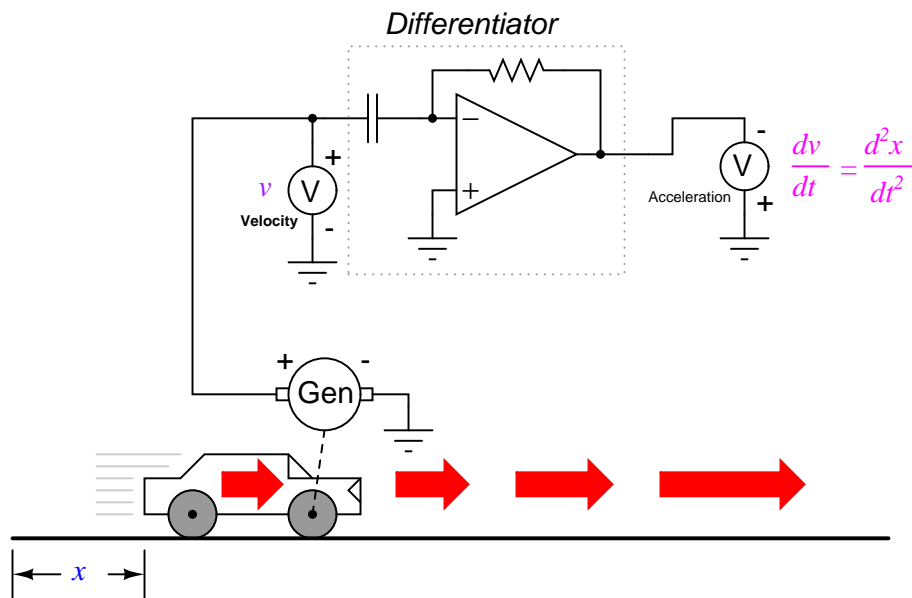 Differentiator
+
−
V
v
Velocity
-
+
-
V
Acceleration
+
dv/dt = d²x/dt²
+
-
Gen
x